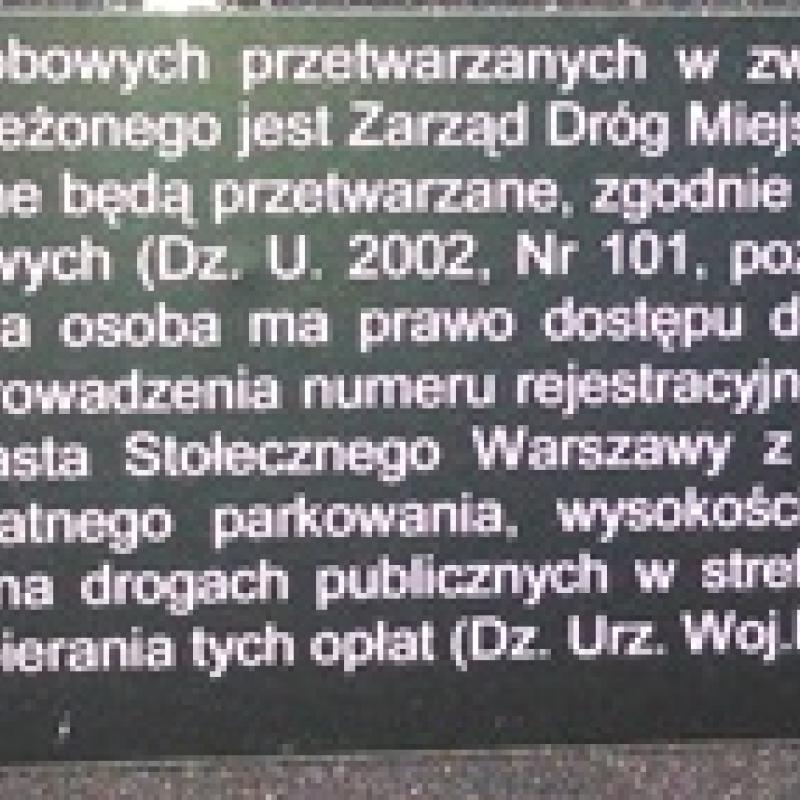 obowych przetwarzanych w zw
eżonego jest Zarząd Dróg Miejs
ne będą przetwarzane, zgodnie
wych (Dz. U. 2002, Nr 101, poz
a osoba ma prawo dostępu d
rowadzenia numeru rejestracyjn
asta Stołecznego Warszawy z
atnego parkowania, wysokośc
na drogach publicznych w stref
ierania tych opłat (Dz. Urz. Woj.